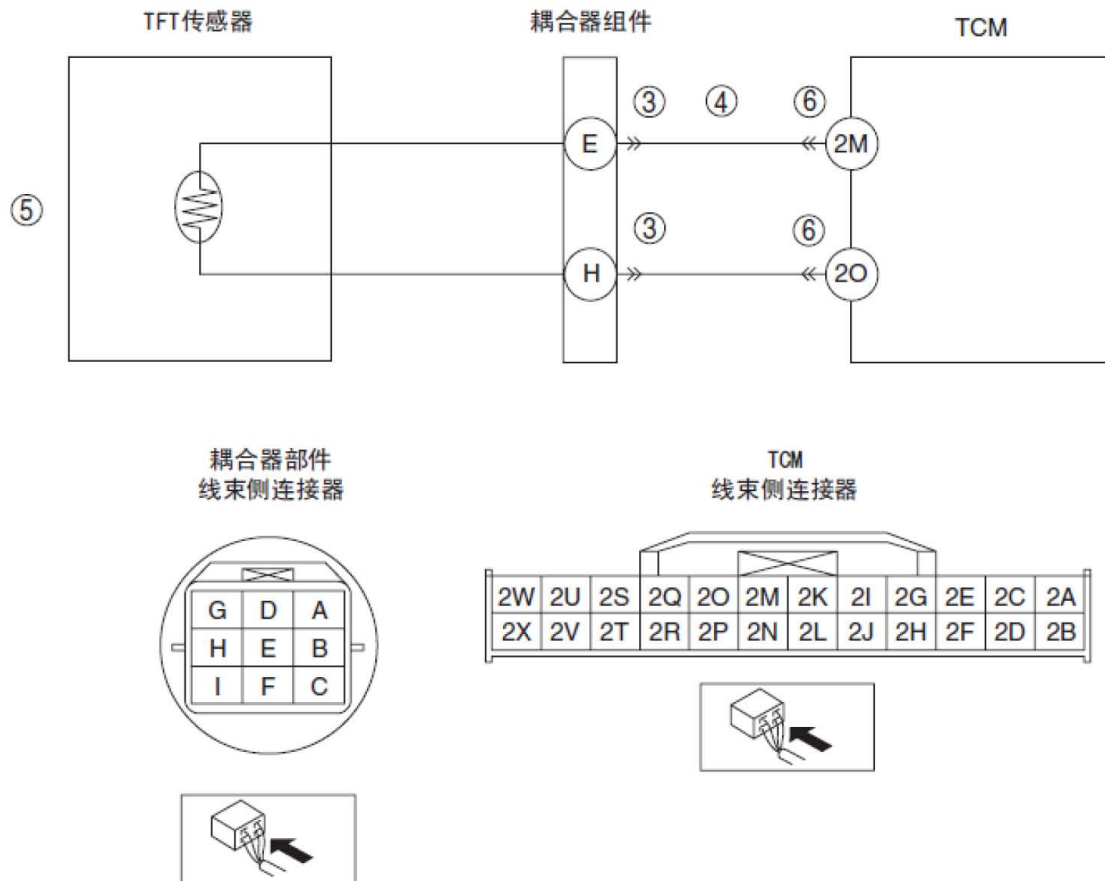 TFT传感器
耦合器组件
TCM
③ ④ ⑥
E 2M
⑤
③ ⑥
H 2O
耦合器部件
线束侧连接器
G D A
H E B
I F C
TCM
线束侧连接器
2W 2U 2S 2Q 2O 2M 2K 2I 2G 2E 2C 2A
2X 2V 2T 2R 2P 2N 2L 2J 2H 2F 2D 2B